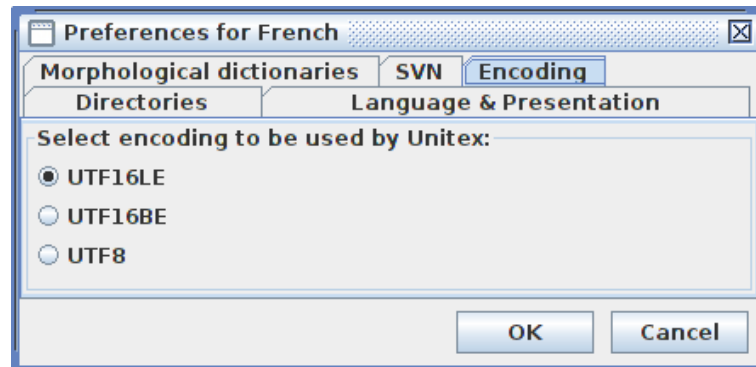 Preferences for French
Morphological dictionaries SVN Encoding
Directories Language & Presentation
Select encoding to be used by Unitex:
UTF16LE
UTF16BE
UTF8
OK Cancel